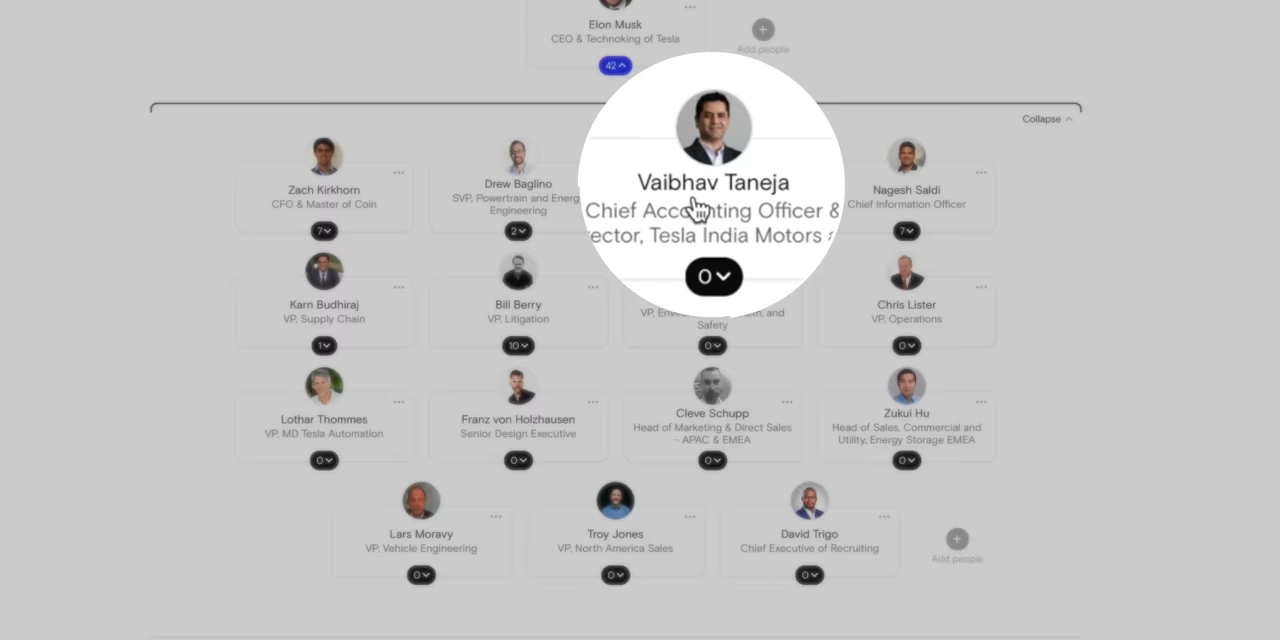 Elon Musk
CEO & Technoking of Tesla
42
Add people
Collapse
Zach Kirkhorn
CFO & Master of Coin
7
Drew Baglino
SVP, Powertrain and Energ
Engineering
2
Vaibhav Taneja
Chief Accounting Officer &
ector, Tesla India Motors a
0
Nagesh Saldi
Chief Information Officer
7
Karn Budhiraj
VP, Supply Chain
1
Bill Berry
VP, Litigation
10
VP, and
Safety
0
Chris Lister
VP, Operations
0
Lothar Thommes
VP, MD Tesla Automation
0
Franz von Holzhausen
Senior Design Executive
0
Cleve Schupp
Head of Marketing & Direct Sales
- APAC & EMEA
0
Zukui Hu
Head of Sales, Commercial and
Utility, Energy Storage EMEA
0
Lars Moravy
VP, Vehicle Engineering
0
Troy Jones
VP, North America Sales
0
David Trigo
Chief Executive of Recruiting
0
Add people